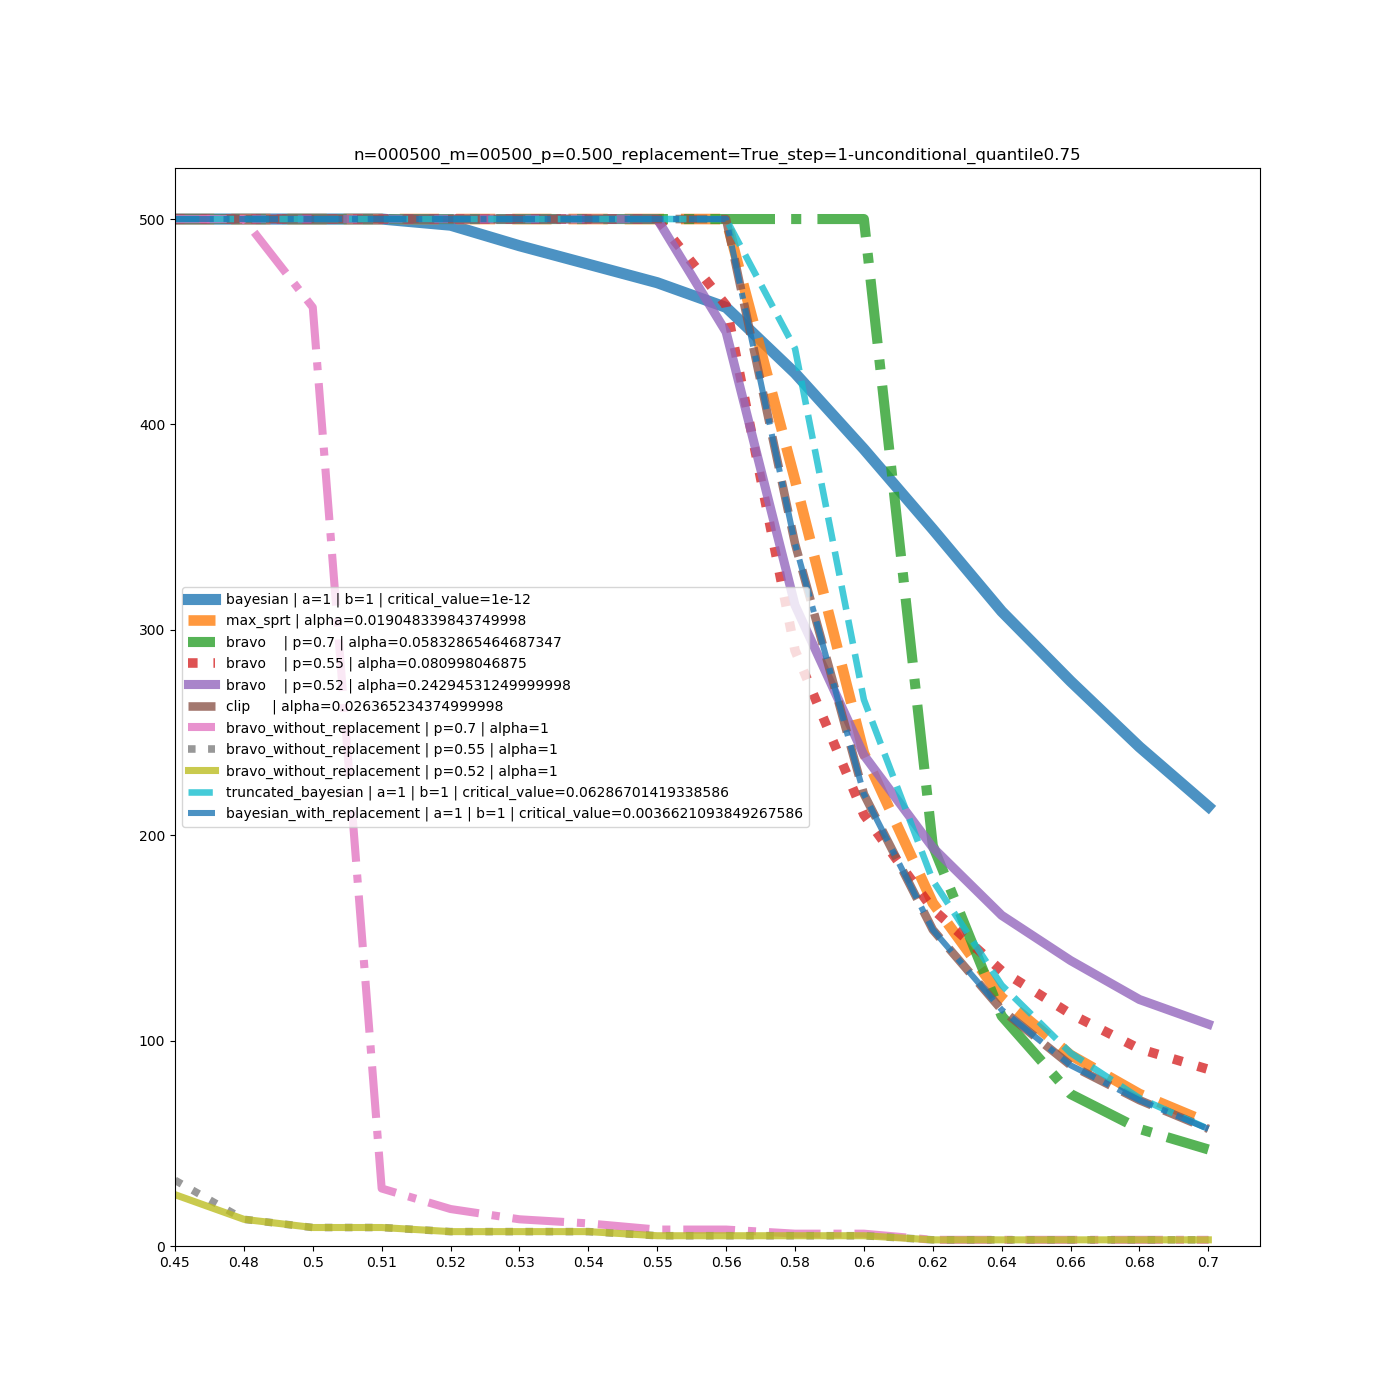 n=000500_m=00500_p=0.500_replacement=True_step=1-unconditional_quantile0.75
500
400
300
200
100
0
bayesian | a=1 | b=1 | critical_value=1e-12
max_sprt | alpha=0.019048339843749998
bravo | p=0.7 | alpha=0.05832865464687347
bravo | p=0.55 | alpha=0.080998046875
bravo | p=0.52 | alpha=0.24294531249999998
clip | alpha=0.026365234374999998
bravo_without_replacement | p=0.7 | alpha=1
bravo_without_replacement | p=0.55 | alpha=1
bravo_without_replacement | p=0.52 | alpha=1
truncated_bayesian | a=1 | b=1 | critical_value=0.06286701419338586
bayesian_with_replacement | a=1 | b=1 | critical_value=0.0036621093849267586
0.45 0.48 0.5 0.51 0.52 0.53 0.54 0.55 0.56 0.58 0.6 0.62 0.64 0.66 0.68 0.7